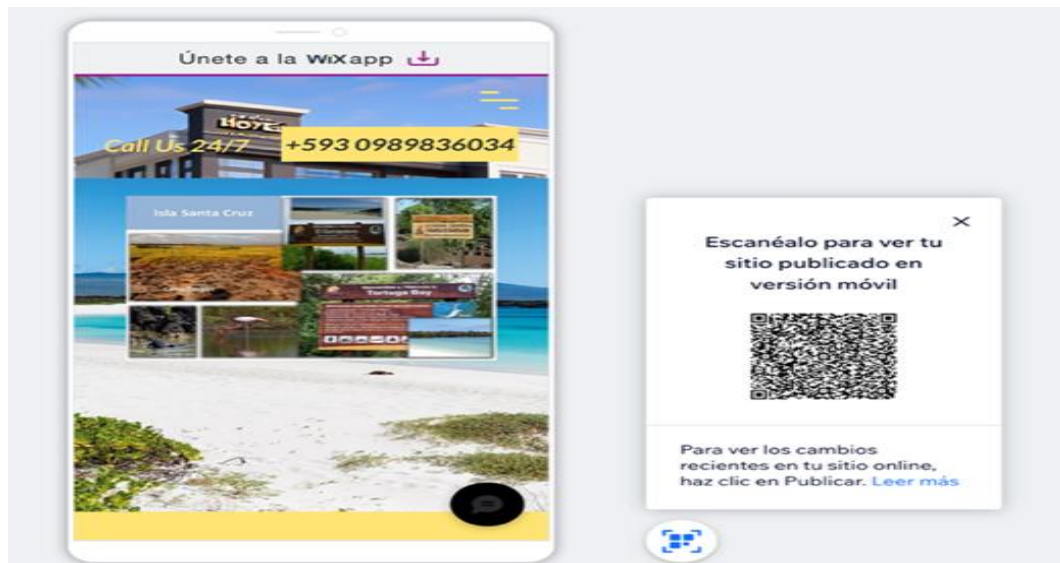 Únete a la WiXapp
HOTEL
Call Us 24/7
+593 0989836034
Isla Santa Cruz
Tortuga Bay
Escanéalo para ver tu
sitio publicado en
versión móvil
Para ver los cambios
recientes en tu sitio online,
haz clic en Publicar. Leer más